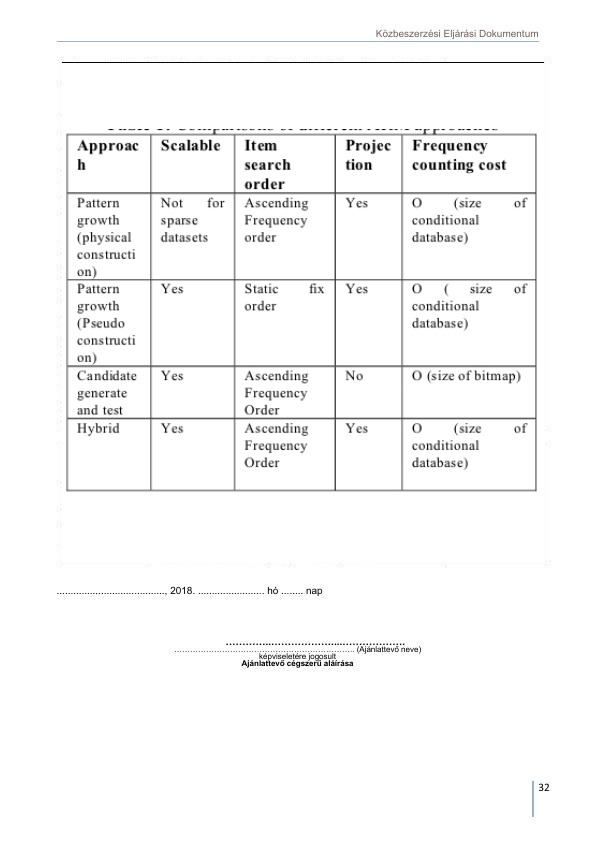 Közbeszerzési Eljárási Dokumentum
Approac
h
Scalable
Item
search
order
Projec
tion
Frequency
counting cost
Pattern
growth
(physical
constructi
on)
Not for
sparse
datasets
Ascending
Frequency
order
Yes
O (size of
conditional
database)
Pattern
growth
(Pseudo
constructi
on)
Yes
Static fix
order
Yes
O ( size of
conditional
database)
Candidate
generate
and test
Yes
Ascending
Frequency
Order
No
O (size of bitmap)
Hybrid
Yes
Ascending
Frequency
Order
Yes
O (size of
conditional
database)
......................................, 2018. ........................ hó ........ nap
…………..…………………..………………
…………………………………………………………….. (Ajánlattevő neve)
képviseletére jogosult
Ajánlattevő cégszerű aláírása
32